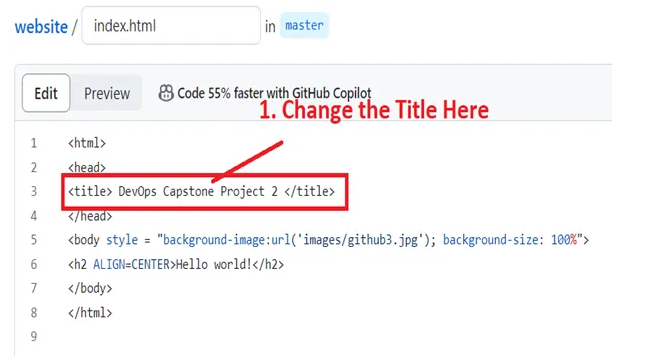 website / index.html in master
Edit Preview Code 55% faster with GitHub Copilot
1. Change the Title Here
1 <html>
2 <head>
3 <title> DevOps Capstone Project 2 </title>
4 </head>
5 <body style = "background-image:url('images/github3.jpg'); background-size: 100%">
6 <h2 ALIGN=CENTER>Hello world!</h2>
7 </body>
8 </html>
9